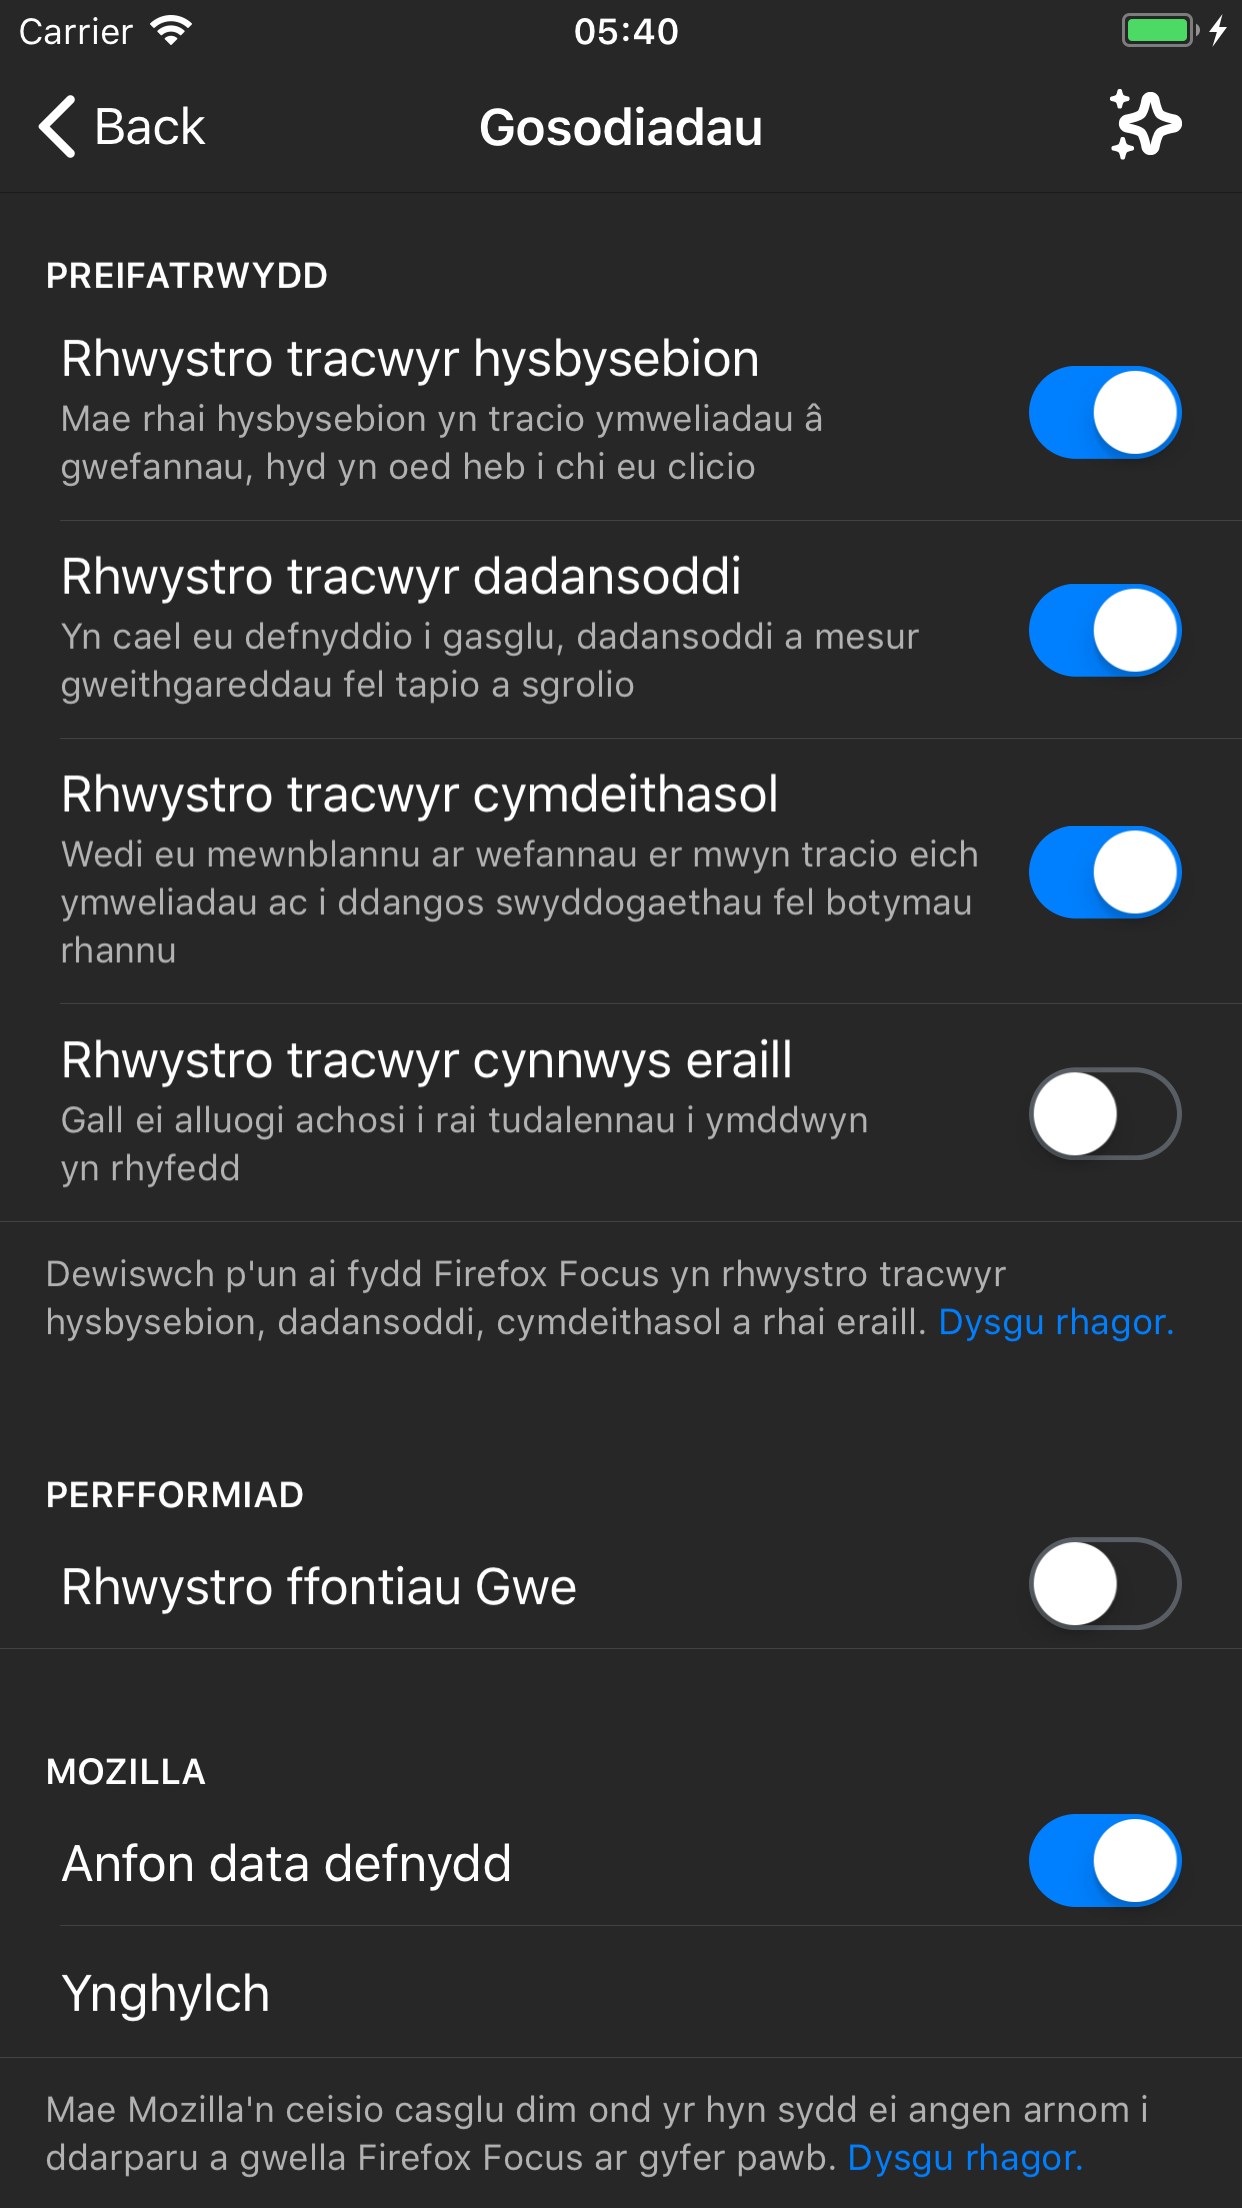 Carrier
05:40
Back
Gosodiadau
PREIFATRWYDD
Rhwystro tracwyr hysbysebion
Mae rhai hysbysebion yn tracio ymweliadau â
gwefannau, hyd yn oed heb i chi eu clicio
Rhwystro tracwyr dadansoddi
Yn cael eu defnyddio i gasglu, dadansoddi a mesur
gweithgareddau fel tapio a sgrolio
Rhwystro tracwyr cymdeithasol
Wedi eu mewnblannu ar wefannau er mwyn tracio eich
ymweliadau ac i ddangos swyddogaethau fel botymau
rhannu
Rhwystro tracwyr cynnwys eraill
Gall ei alluogi achosi i rai tudalennau i ymddwyn
yn rhyfedd
Dewiswch p'un ai fydd Firefox Focus yn rhwystro tracwyr
hysbysebion, dadansoddi, cymdeithasol a rhai eraill. Dysgu rhagor.
PERFFORMIAD
Rhwystro ffontiau Gwe
MOZILLA
Anfon data defnydd
Ynghylch
Mae Mozilla'n ceisio casglu dim ond yr hyn sydd ei angen arnom i
ddarparu a gwella Firefox Focus ar gyfer pawb. Dysgu rhagor.